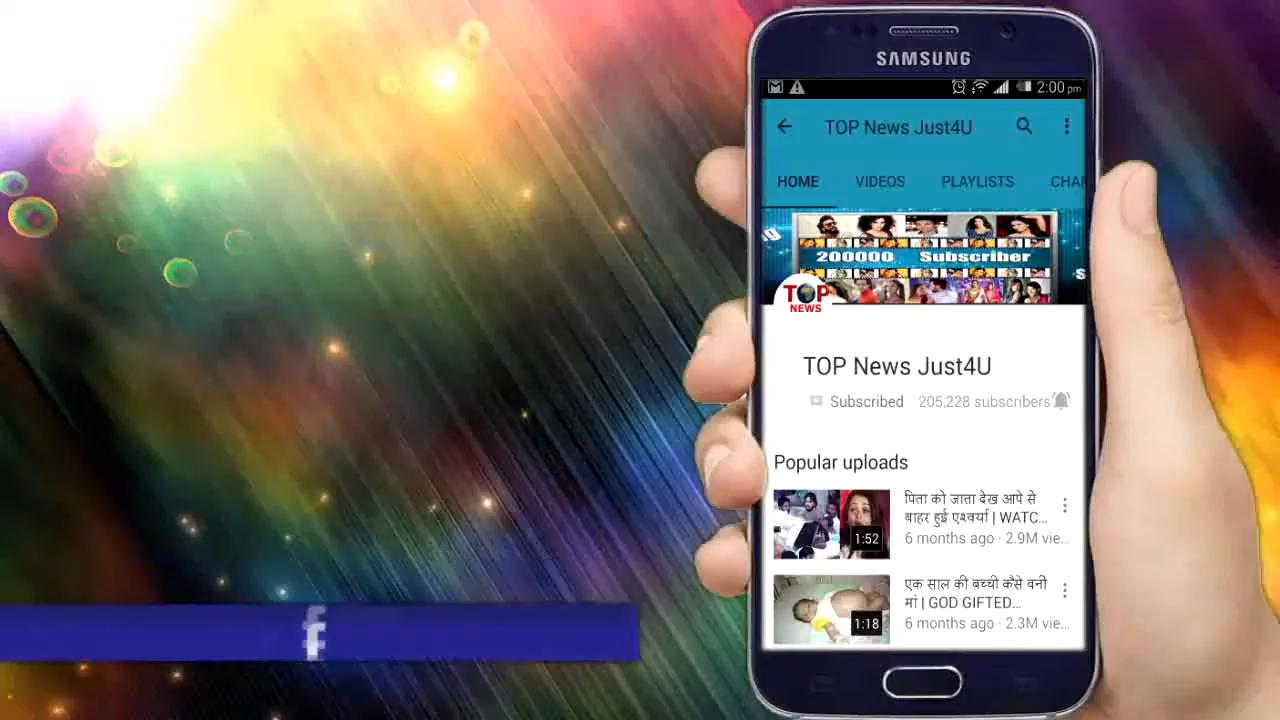 SAMSUNG
2:00 pm
TOP News Just4U
HOME VIDEOS PLAYLISTS CHAN
200000 Subscriber
TOP
NEWS
TOP News Just4U
Subscribed 205,228 subscribers
Popular uploads
पिता को जाता देख आपे से
बाहर हुई एश्वर्या | WATC...
6 months ago · 2.9M vie...
1:52
एक साल की बच्ची कैसे बनी
मां | GOD GIFTED...
6 months ago · 2.3M vie...
1:18
f